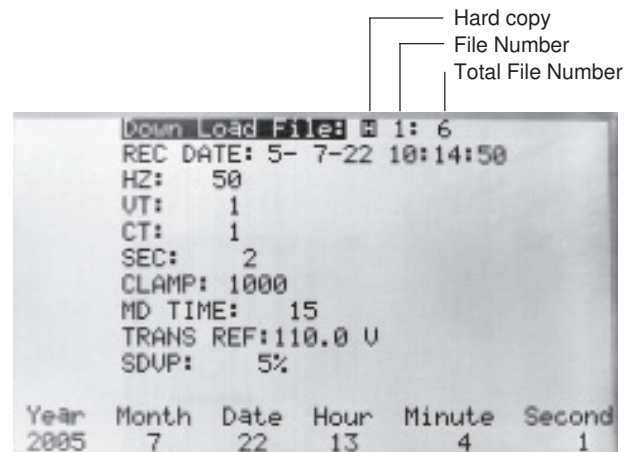 Hard copy
File Number
Total File Number
Down Load File: H 1: 6
REC DATE: 5- 7-22 10:14:50
HZ: 50
VT: 1
CT: 1
SEC: 2
CLAMP: 1000
MD TIME: 15
TRANS REF:110.0 V
SDVP: 5%
Year Month Date Hour Minute Second
2005 7 22 13 4 1